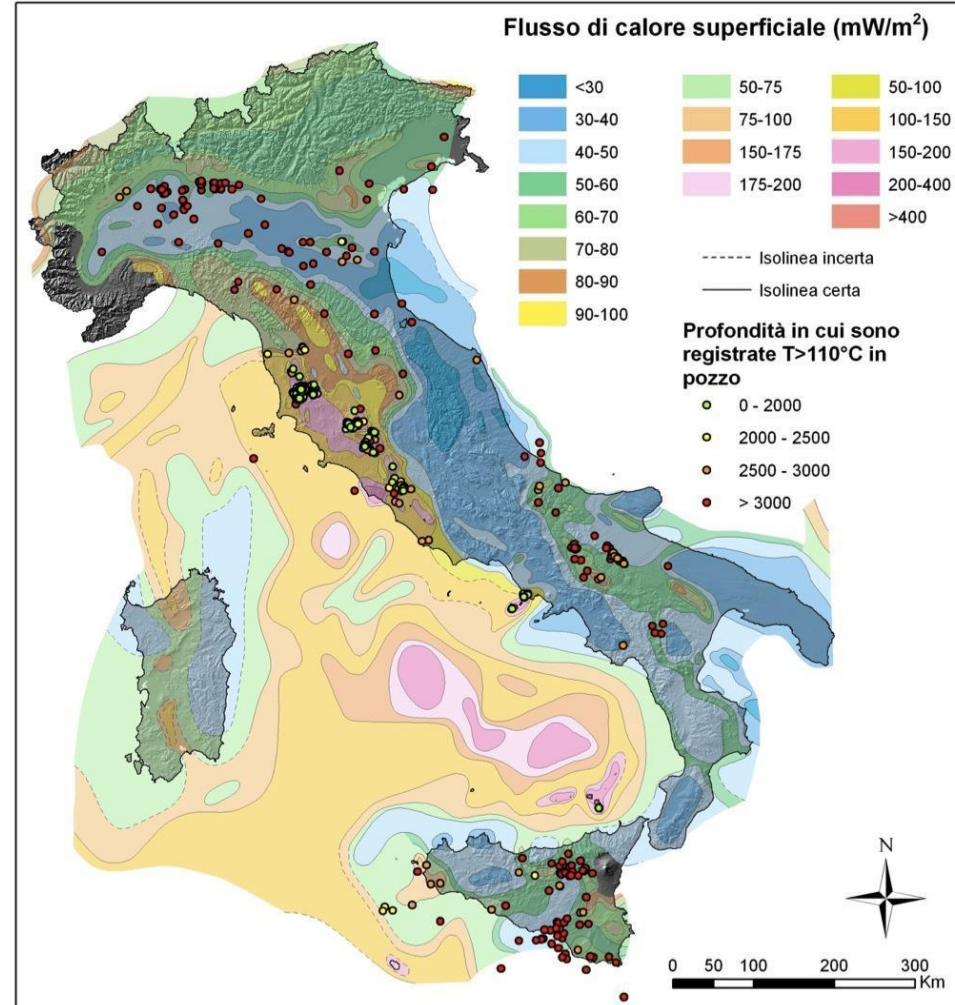 Flusso di calore superficiale (mW/m²)
<30
30-40
40-50
50-60
60-70
70-80
80-90
90-100
50-75
75-100
150-175
175-200
50-100
100-150
150-200
200-400
>400
Isolinea incerta
Isolinea certa
Profondità in cui sono
registrate T>110°C in
pozzo
0 - 2000
2000 - 2500
2500 - 3000
> 3000
N
0 50 100 200 300
Km